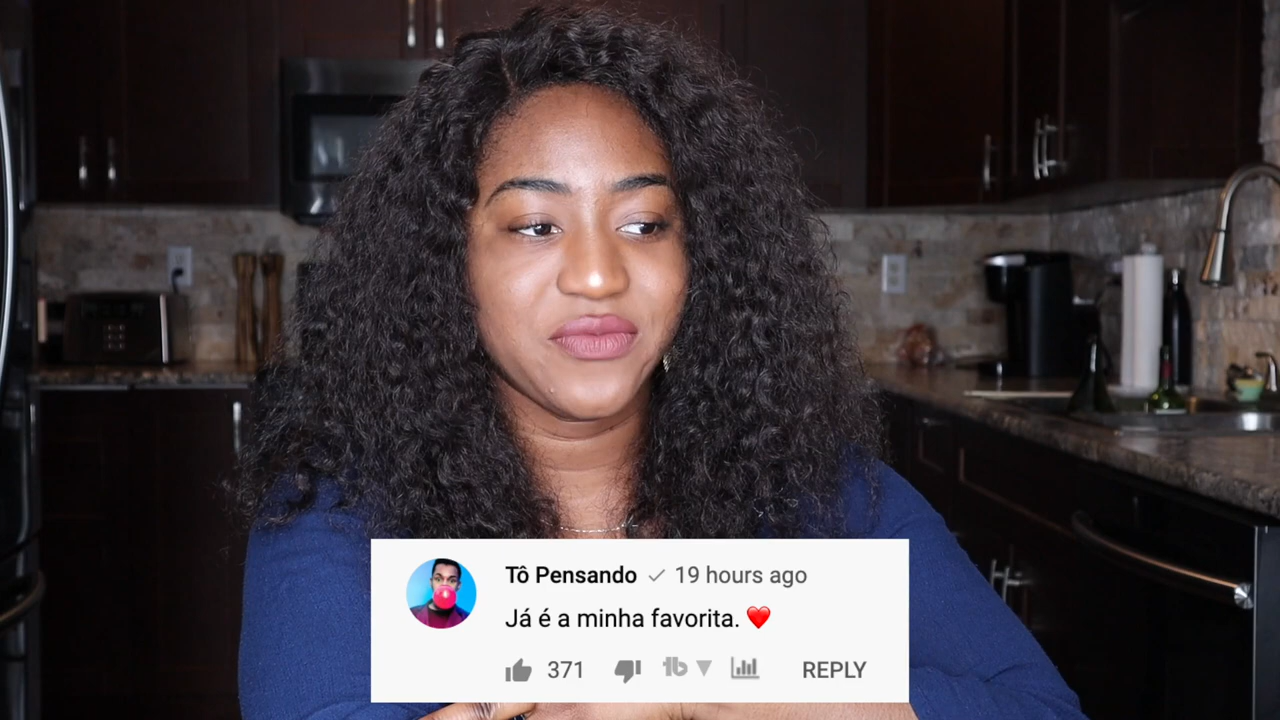 Tô Pensando 19 hours ago
Já é a minha favorita. ❤️
371 REPLY